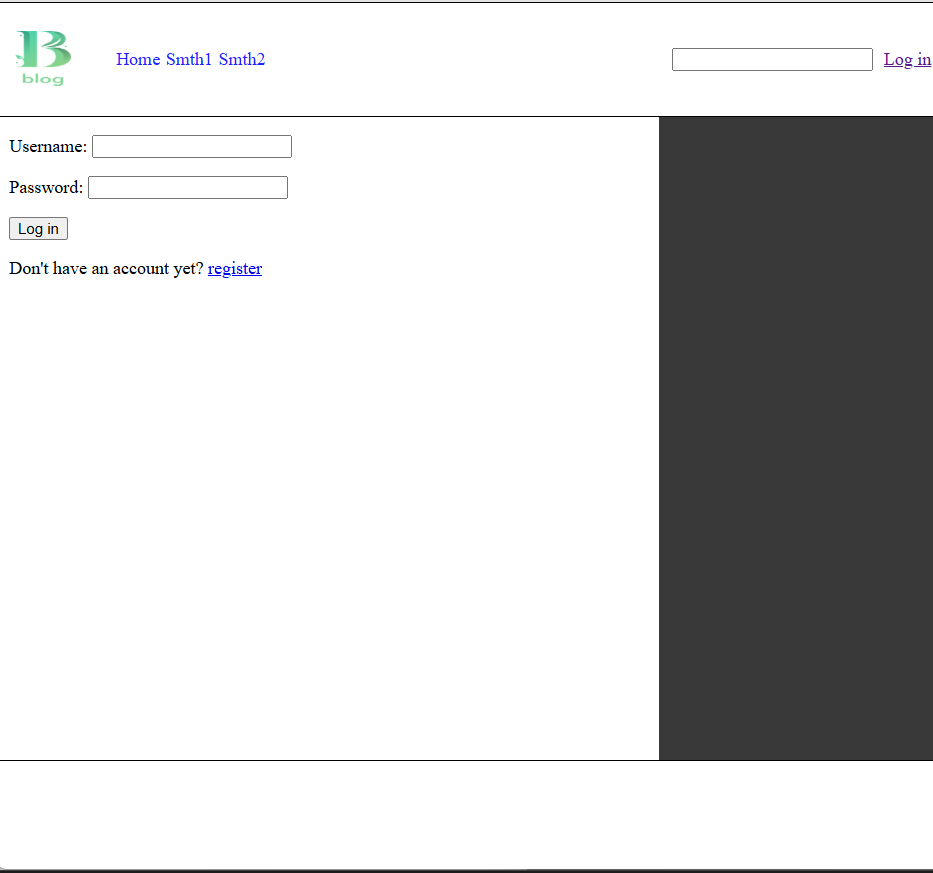 B
blog
Home Smth1 Smth2
Log in
Username:
Password:
Log in
Don't have an account yet? register